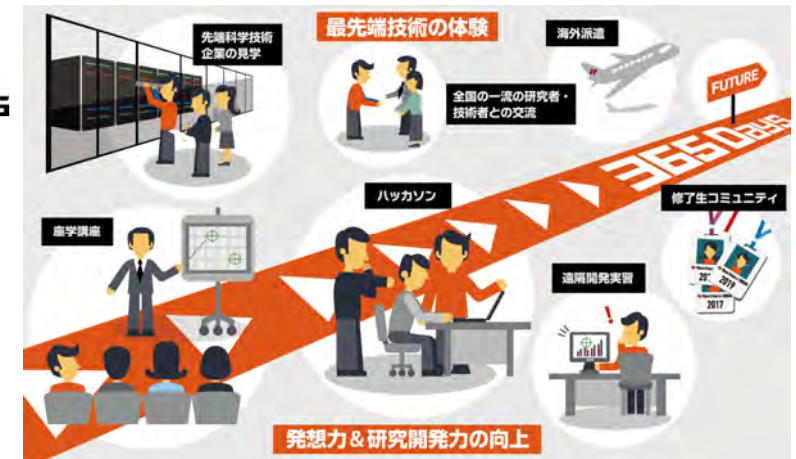 最先端技術の体験
先端科学技術
企業の見学
全国の一流の研究者・
技術者との交流
海外派遣
FUTURE
365Days
座学講座
ハッカソン
修了生コミュニティ
2019
2017
遠隔開発実習
発想力&研究開発力の向上